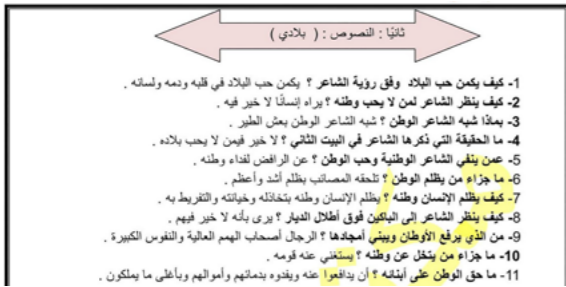 ثانيًا : النصوص : ( بلادي )
1- كيف يكمن حب البلاد وفق رؤية الشاعر ؟ يكمن حب البلاد في قلبه ودمه ولسانه .
2- كيف ينظر الشاعر لمن لا يحب وطنه ؟ يراه إنسانًا لا خير فيه .
3- بماذا شبه الشاعر الوطن ؟ شبه الشاعر الوطن بعش الطير .
4- ما الحقيقة التي ذكرها الشاعر في البيت الثاني ؟ لا خير فيمن لا يحب بلاده .
5- عمن ينفي الشاعر الوطنية وحب الوطن ؟ عن الرافض لفداء وطنه .
6- ما جزاء من يظلم الوطن ؟ تلحقه المصائب بظلم أشد وأعظم .
7- كيف يظلم الإنسان وطنه ؟ يظلم الإنسان وطنه بتخاذله وخيانته والتفريط به .
8- كيف ينظر الشاعر إلى الباكين فوق أطلال الديار ؟ يرى بأنه لا خير فيهم .
9- من الذي يرفع الأوطان ويبني أمجادها ؟ الرجال أصحاب الهمم العالية والنفوس الكبيرة .
10- ما جزاء من يتخل عن وطنه ؟ يستغني عنه قومه .
11- ما حق الوطن على أبنائه ؟ أن يدافعوا عنه ويفدوه بدمائهم وأموالهم وبأغلى ما يملكون .